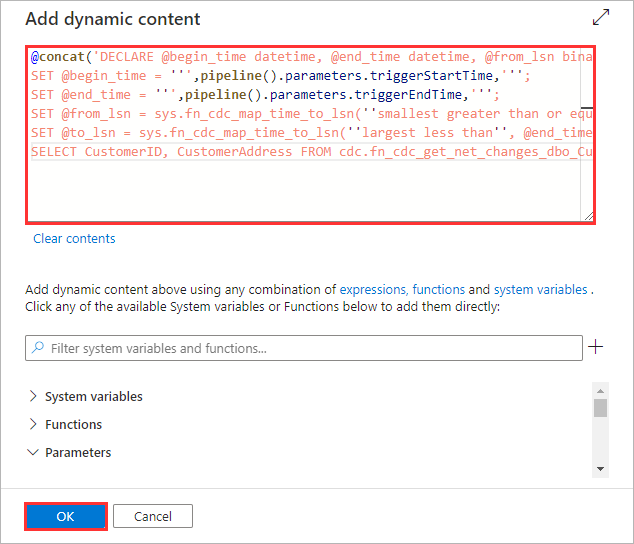 Add dynamic content
@concat('DECLARE @begin_time datetime, @end_time datetime, @from_lsn bina
SET @begin_time = ''',pipeline().parameters.triggerStartTime,''';
SET @end_time = ''',pipeline().parameters.triggerEndTime,''';
SET @from_lsn = sys.fn_cdc_map_time_to_lsn(''smallest greater than or equ
SET @to_lsn = sys.fn_cdc_map_time_to_lsn(''largest less than'', @end_time
SELECT CustomerID, CustomerAddress FROM cdc.fn_cdc_get_net_changes_dbo_Cu
Clear contents
Add dynamic content above using any combination of expressions, functions and system variables .
Click any of the available System variables or Functions below to add them directly:
Filter system variables and functions...
System variables
Functions
Parameters
OK
Cancel